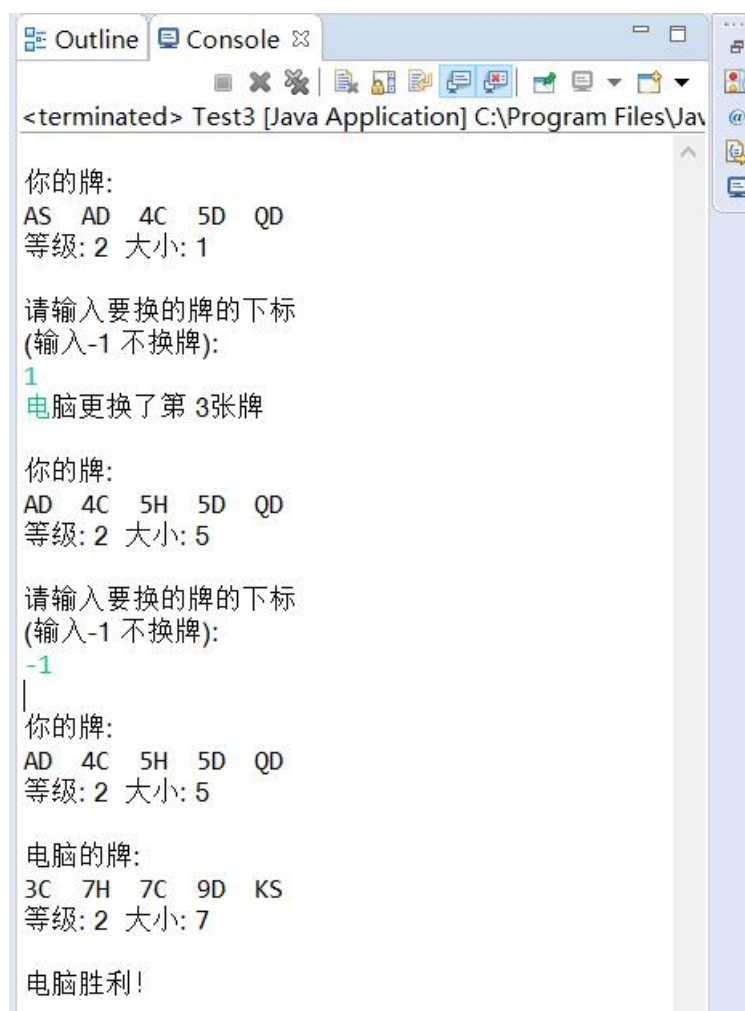 Outline Console
<terminated> Test3 [Java Application] C:\Program Files\Jav
你的牌:
AS AD 4C 5D QD
等级: 2 大小: 1
请输入要换的牌的下标
(输入-1 不换牌):
1
电脑更换了第 3张牌
你的牌:
AD 4C 5H 5D QD
等级: 2 大小: 5
请输入要换的牌的下标
(输入-1 不换牌):
-1
你的牌:
AD 4C 5H 5D QD
等级: 2 大小: 5
电脑的牌:
3C 7H 7C 9D KS
等级: 2 大小: 7
电脑胜利!